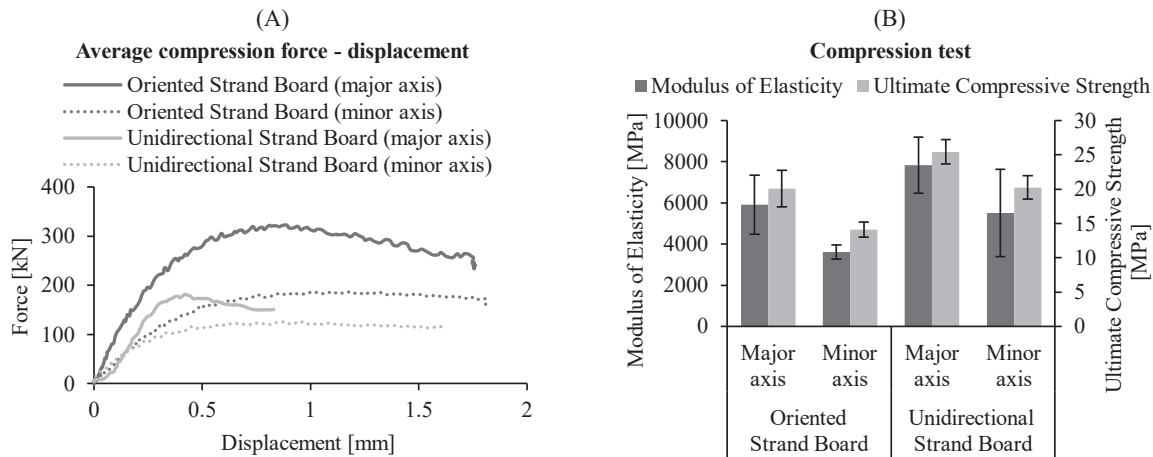 (A)
Average compression force - displacement
Oriented Strand Board (major axis)
Oriented Strand Board (minor axis)
Unidirectional Strand Board (major axis)
Unidirectional Strand Board (minor axis)
400
300
200
100
0
Force [kN]
0 0.5 1 1.5 2
Displacement [mm]
(B)
Compression test
Modulus of Elasticity Ultimate Compressive Strength
Modulus of Elasticity [MPa]
10000
8000
6000
4000
2000
0
30
25
20
15
10
5
0
Ultimate Compressive Strength
[MPa]
Major Minor Major Minor
axis axis axis axis
Oriented Unidirectional
Strand Board Strand Board